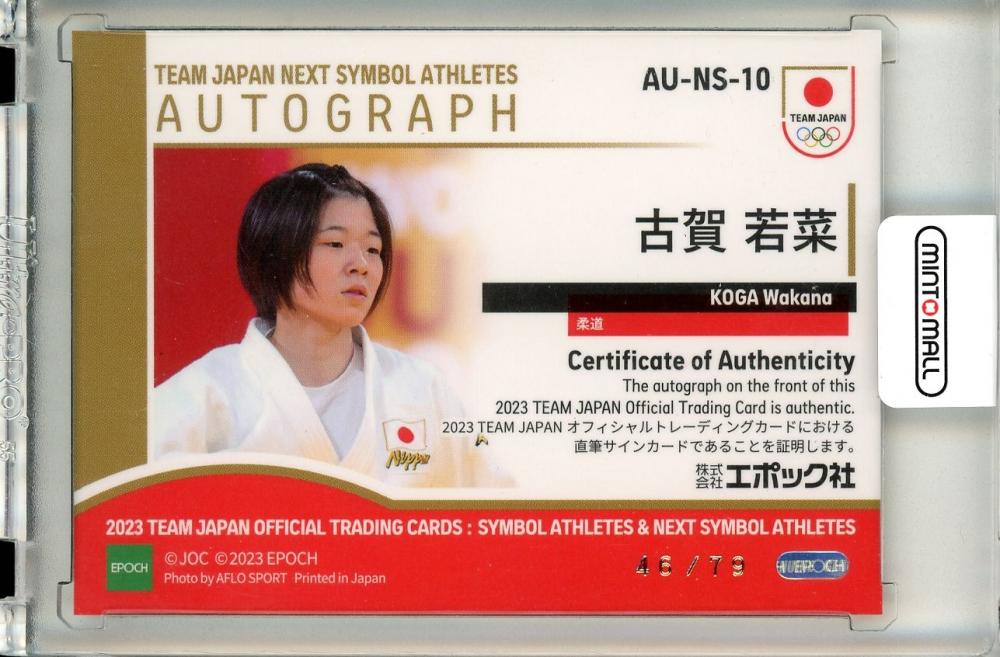 TEAM JAPAN NEXT SYMBOL ATHLETES
AUTOGRAPH
AU-NS-10
TEAM JAPAN
古賀 若菜
KOGA Wakana
柔道
Certificate of Authenticity
The autograph on the front of this
2023 TEAM JAPAN Official Trading Card is authentic.
2023 TEAM JAPAN オフィシャルトレーディングカードにおける
直筆サインカードであることを証明します。
株式会社エポック社
Nippon
2023 TEAM JAPAN OFFICIAL TRADING CARDS : SYMBOL ATHLETES & NEXT SYMBOL ATHLETES
EPOCH
©JOC ©2023 EPOCH
Photo by AFLO SPORT Printed in Japan
46/79
MINT MALL